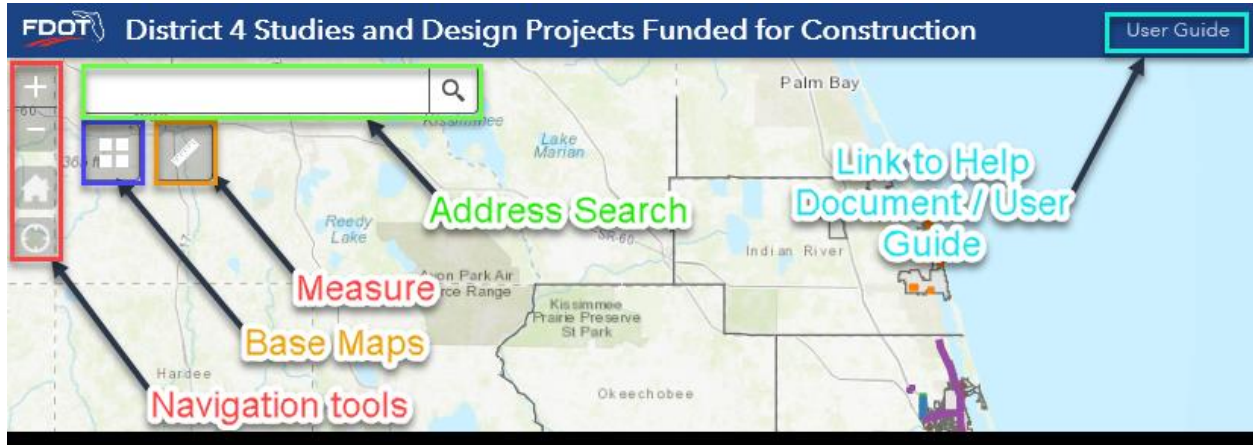 FDOT District 4 Studies and Design Projects Funded for Construction User Guide
Palm Bay
Kissimmee
Lake
Marian
Link to Help
Document / User
Guide
Address Search
Reedy
Lake
SR-60
Indian River
Measure
Avon Park Air
Force Range
Kissimmee
Prairie Preserve
St Park
Base Maps
Hardee
Okeechobee
Navigation tools